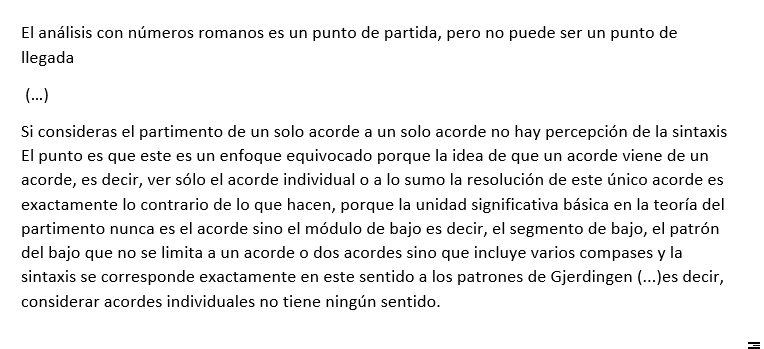 El análisis con números romanos es un punto de partida, pero no puede ser un punto de
llegada
(...)
Si consideras el partimento de un solo acorde a un solo acorde no hay percepción de la sintaxis
El punto es que este es un enfoque equivocado porque la idea de que un acorde viene de un
acorde, es decir, ver sólo el acorde individual o a lo sumo la resolución de este único acorde es
exactamente lo contrario de lo que hacen, porque la unidad significativa básica en la teoría del
partimento nunca es el acorde sino el módulo de bajo es decir, el segmento de bajo, el patrón
del bajo que no se limita a un acorde o dos acordes sino que incluye varios compases y la
sintaxis se corresponde exactamente en este sentido a los patrones de Gjerdingen (...)es decir,
considerar acordes individuales no tiene ningún sentido.